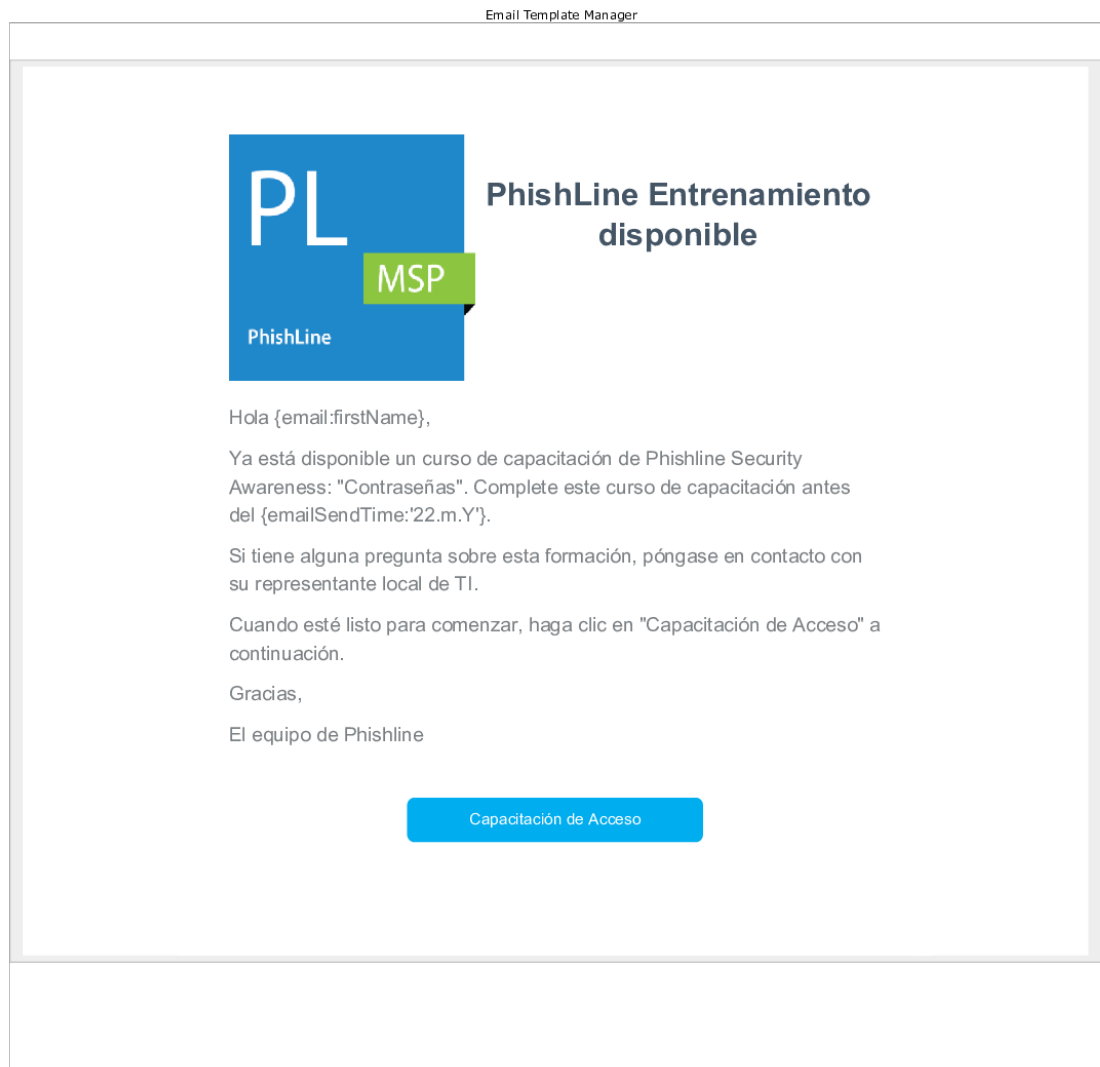 Email Template Manager
PL
MSP
PhishLine
PhishLine Entrenamiento
disponible
Hola {email:firstName},
Ya está disponible un curso de capacitación de Phishline Security
Awareness: "Contraseñas". Complete este curso de capacitación antes
del {emailSendTime:'22.m.Y'}.
Si tiene alguna pregunta sobre esta formación, póngase en contacto con
su representante local de TI.
Cuando esté listo para comenzar, haga clic en "Capacitación de Acceso" a
continuación.
Gracias,
El equipo de Phishline
Capacitación de Acceso